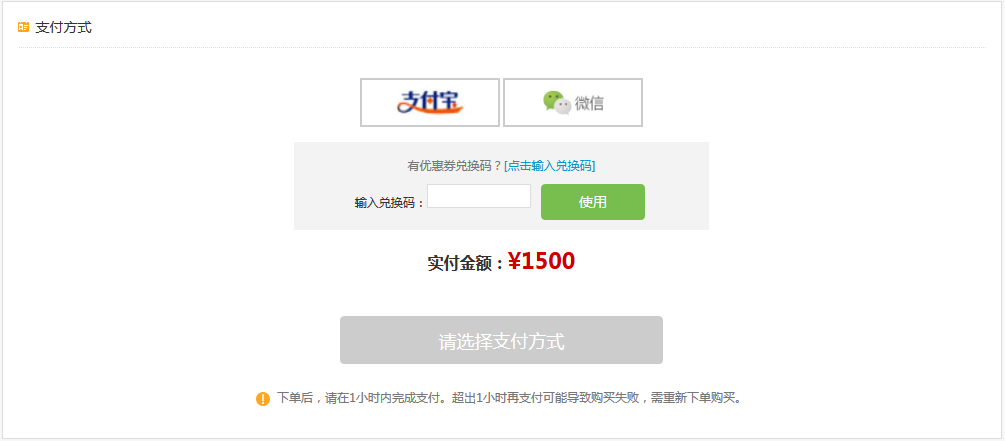 支付方式
支付宝
微信
有优惠券兑换码？[点击输入兑换码]
输入兑换码：
使用
实付金额：¥1500
请选择支付方式
下单后，请在1小时内完成支付。超出1小时再支付可能导致购买失败，需重新下单购买。